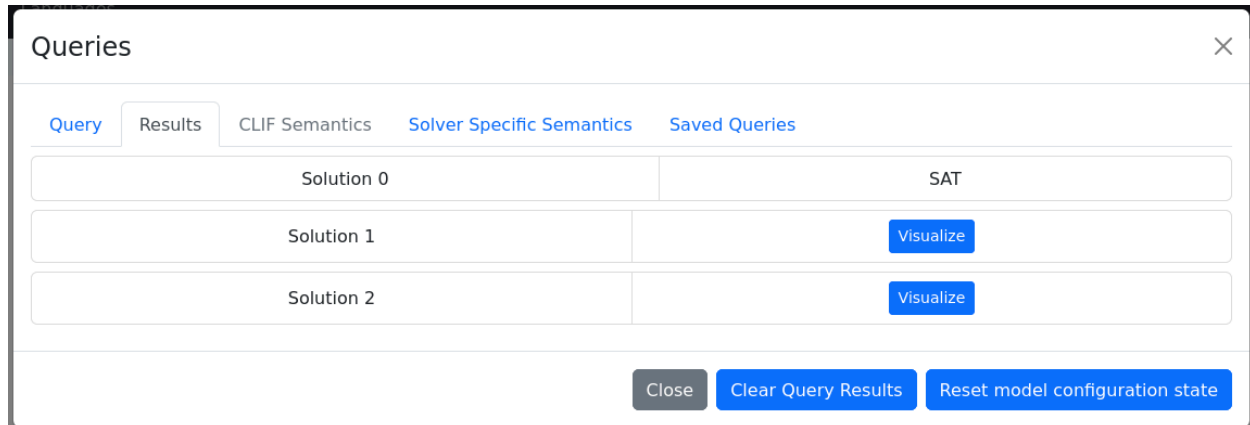 Languages
Queries
Query Results CLIF Semantics Solver Specific Semantics Saved Queries
Solution 0 SAT
Solution 1 Visualize
Solution 2 Visualize
Close Clear Query Results Reset model configuration state